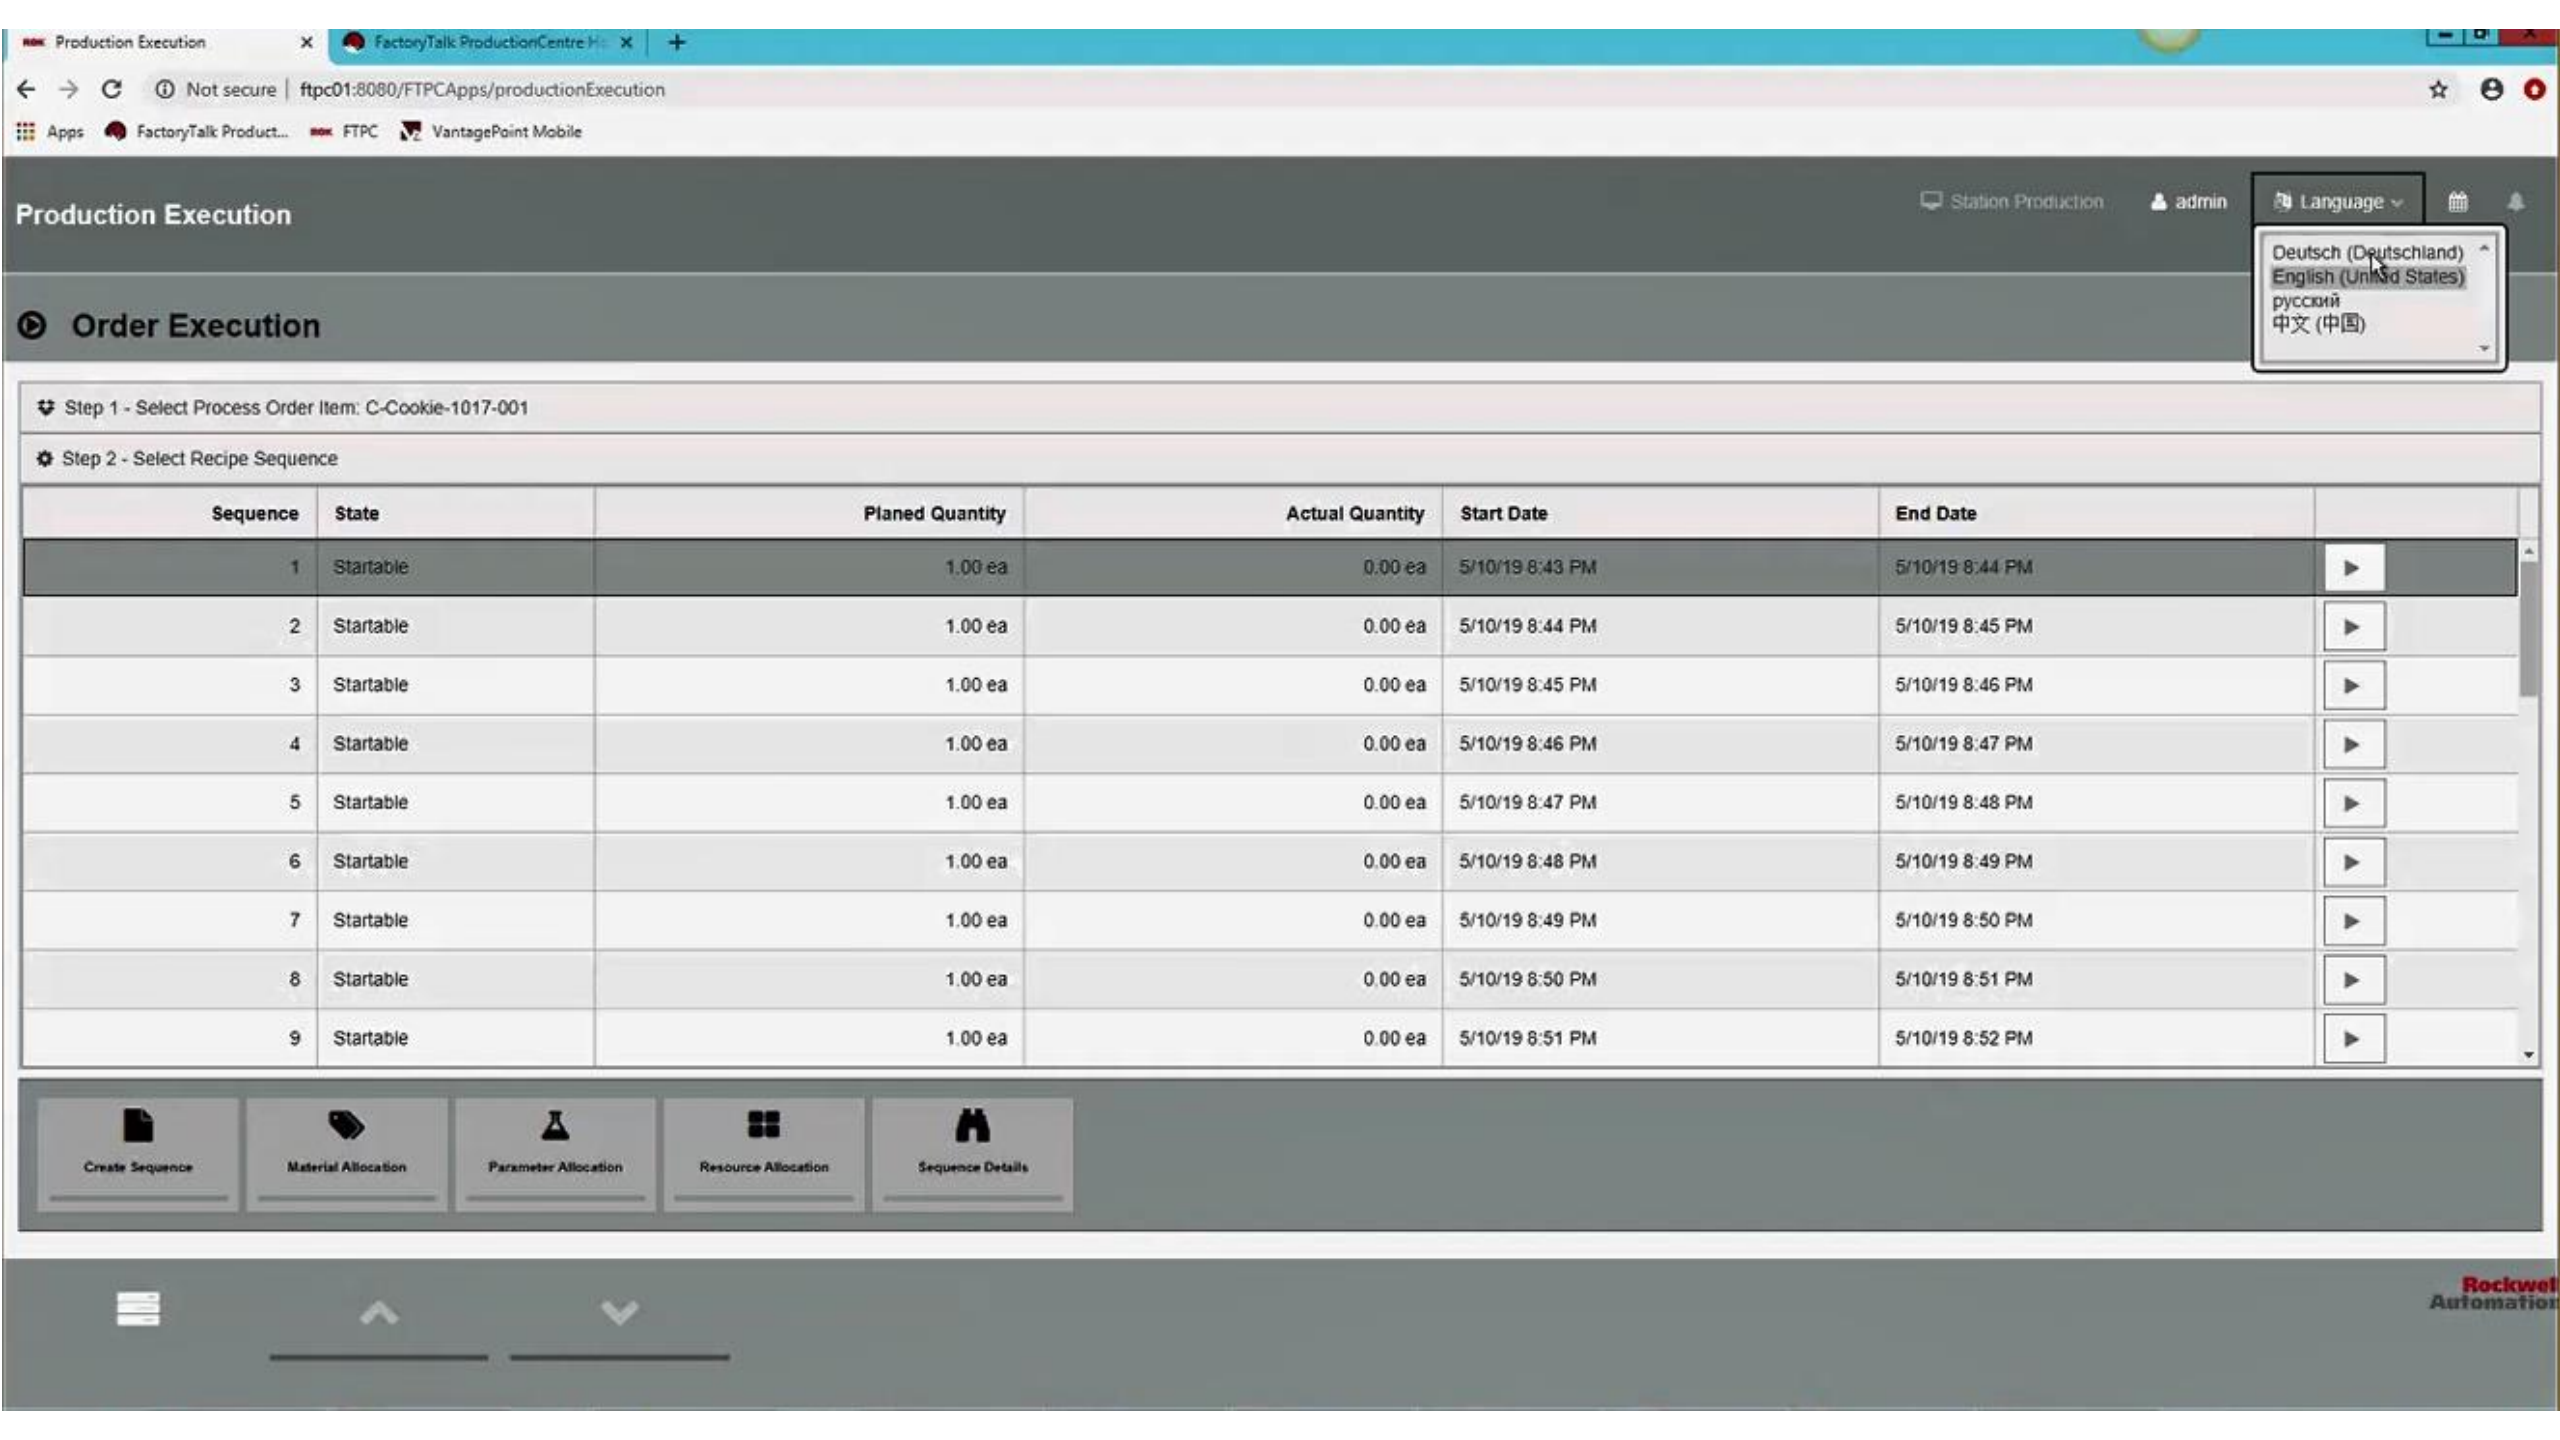 Production Execution
FactoryTalk ProductionCentre H
Not secure | ftpc01:8080/FTPCApps/productionExecution
Apps FactoryTalk Product... FTPC VantagePoint Mobile
Production Execution
Station Production admin Language
Deutsch (Deutschland)
English (United States)
русский
中文 (中国)
Order Execution
Step 1 - Select Process Order Item: C-Cookie-1017-001
Step 2 - Select Recipe Sequence
Sequence State Planed Quantity Actual Quantity Start Date End Date
1 Startable 1.00 ea 0.00 ea 5/10/19 8:43 PM 5/10/19 8:44 PM
2 Startable 1.00 ea 0.00 ea 5/10/19 8:44 PM 5/10/19 8:45 PM
3 Startable 1.00 ea 0.00 ea 5/10/19 8:45 PM 5/10/19 8:46 PM
4 Startable 1.00 ea 0.00 ea 5/10/19 8:46 PM 5/10/19 8:47 PM
5 Startable 1.00 ea 0.00 ea 5/10/19 8:47 PM 5/10/19 8:48 PM
6 Startable 1.00 ea 0.00 ea 5/10/19 8:48 PM 5/10/19 8:49 PM
7 Startable 1.00 ea 0.00 ea 5/10/19 8:49 PM 5/10/19 8:50 PM
8 Startable 1.00 ea 0.00 ea 5/10/19 8:50 PM 5/10/19 8:51 PM
9 Startable 1.00 ea 0.00 ea 5/10/19 8:51 PM 5/10/19 8:52 PM
Create Sequence Material Allocation Parameter Allocation Resource Allocation Sequence Details
Rockwell
Automation